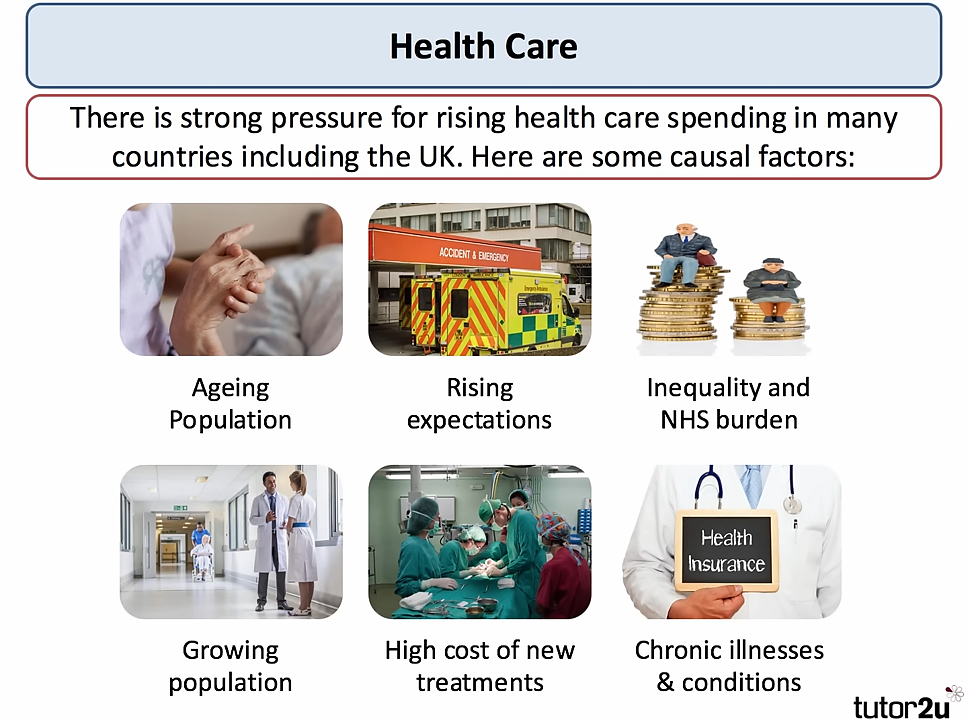 Health Care
There is strong pressure for rising health care spending in many
countries including the UK. Here are some causal factors:
ACCIDENT & EMERGENCY
Emergency Ambulance
Health
Insurance
Ageing
Population
Rising
expectations
Inequality and
NHS burden
Growing
population
High cost of new
treatments
Chronic illnesses
& conditions
tutor2u